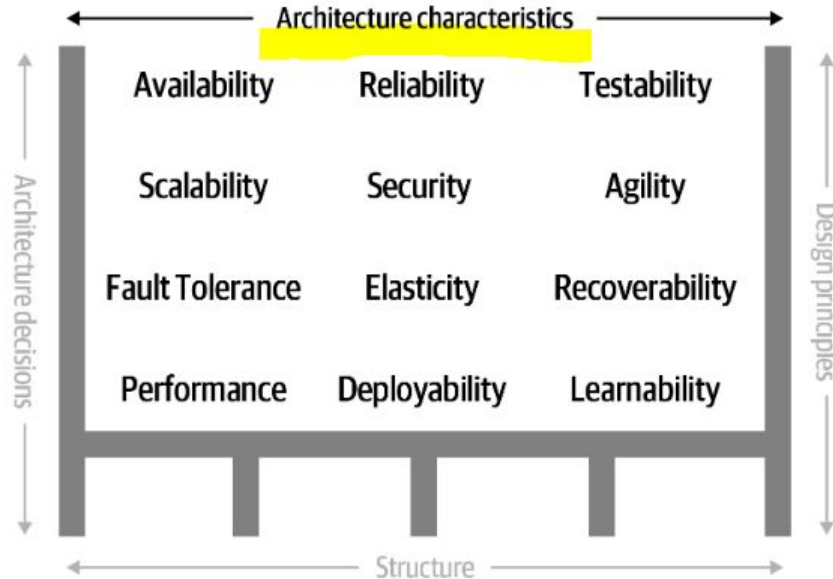 Architecture characteristics
Availability Reliability Testability
Scalability Security Agility
Fault Tolerance Elasticity Recoverability
Performance Deployability Learnability
Architecture decisions
Design principles
Structure